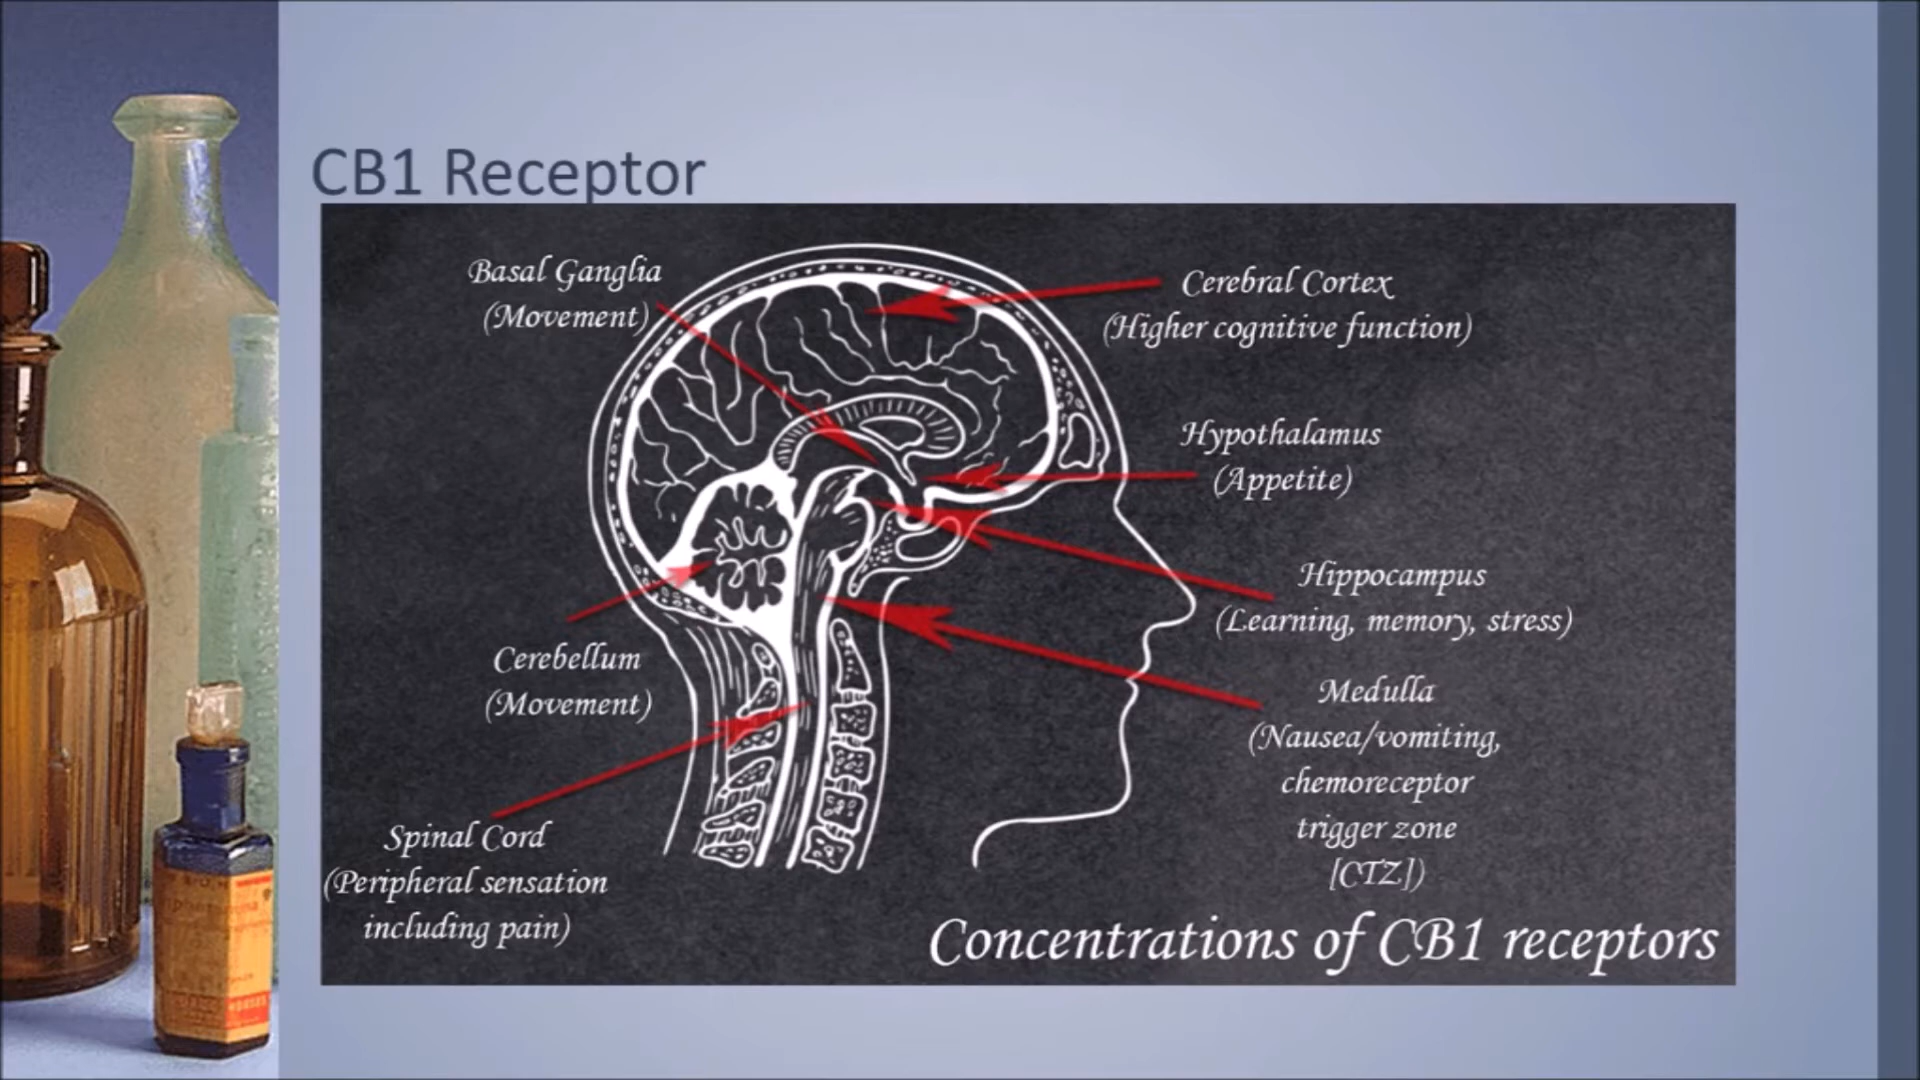 CB1 Receptor
Basal Ganglia
(Movement)
Cerebral Cortex
(Higher cognitive function)
Hypothalamus
(Appetite)
Hippocampus
(Learning, memory, stress)
Cerebellum
(Movement)
Medulla
(Nausea/vomiting,
chemoreceptor
trigger zone
[CTZ])
Spinal Cord
(Peripheral sensation
including pain)
Concentrations of CB1 receptors